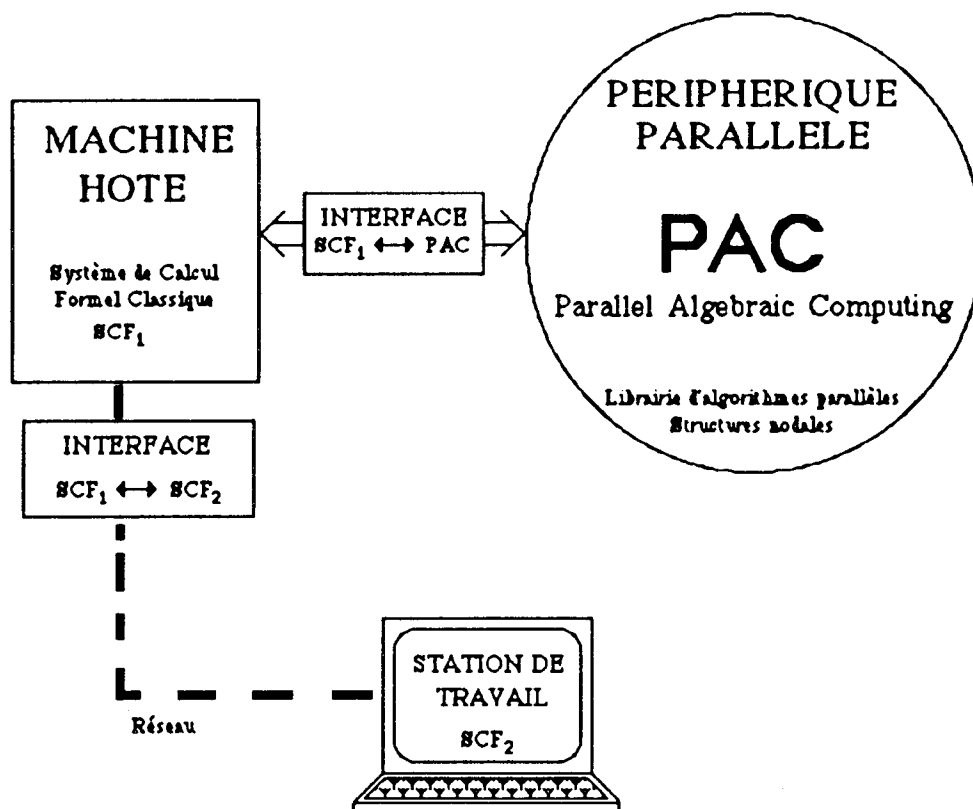 MACHINE
HOTE
Système de Calcul
Formel Classique
SCF₁
INTERFACE
SCF₁ ↔ PAC
PERIPHERIQUE
PARALLELE
PAC
Parallel Algebraic Computing
Librairie d'algorithmes parallèles
Structures nodales
INTERFACE
SCF₁ ↔ SCF₂
Réseau
STATION DE
TRAVAIL
SCF₂